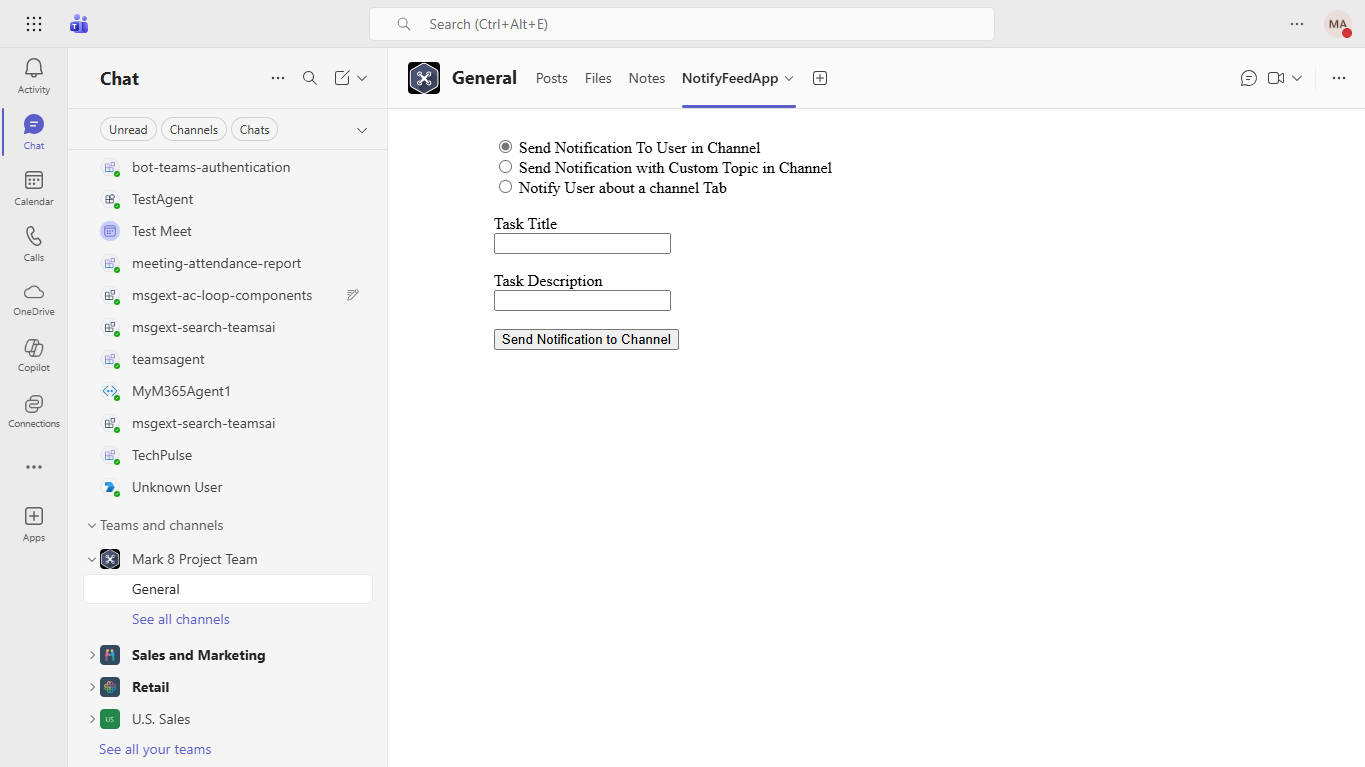 Search (Ctrl+Alt+E)
MA
Activity
Chat
Calendar
Calls
OneDrive
Copilot
Connections
Apps
Chat
Unread
Channels
Chats
bot-teams-authentication
TestAgent
Test Meet
meeting-attendance-report
msgext-ac-loop-components
msgext-search-teamsai
teamsagent
MyM365Agent1
msgext-search-teamsai
TechPulse
Unknown User
Teams and channels
Mark 8 Project Team
General
See all channels
Sales and Marketing
Retail
US
U.S. Sales
See all your teams
General
Posts
Files
Notes
NotifyFeedApp
Send Notification To User in Channel
Send Notification with Custom Topic in Channel
Notify User about a channel Tab
Task Title
Task Description
Send Notification to Channel